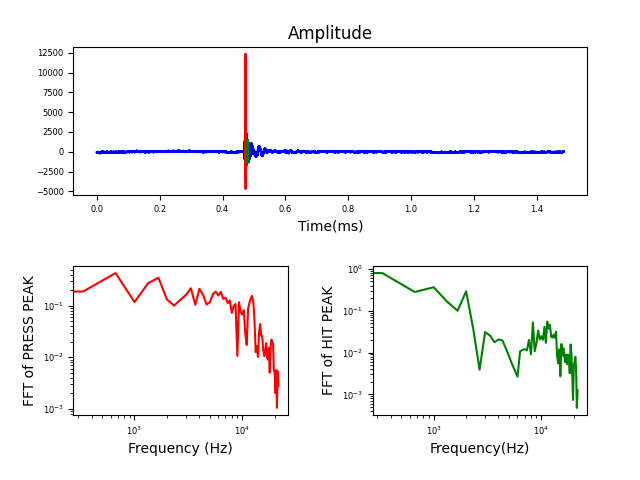 Amplitude
12500
10000
7500
5000
2500
0
−2500
−5000
0.0 0.2 0.4 0.6 0.8 1.0 1.2 1.4
Time(ms)
FFT of PRESS PEAK
10⁻¹
10⁻²
10⁻³
10³ 10⁴
Frequency (Hz)
FFT of HIT PEAK
10⁰
10⁻¹
10⁻²
10⁻³
10³ 10⁴
Frequency(Hz)